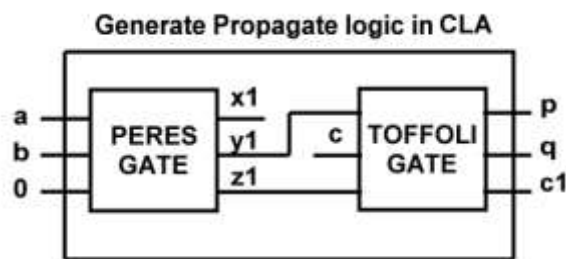 Generate Propagate logic in CLA
a
b
0
PERES
GATE
x1
y1
z1
c
TOFFOLI
GATE
p
q
c1